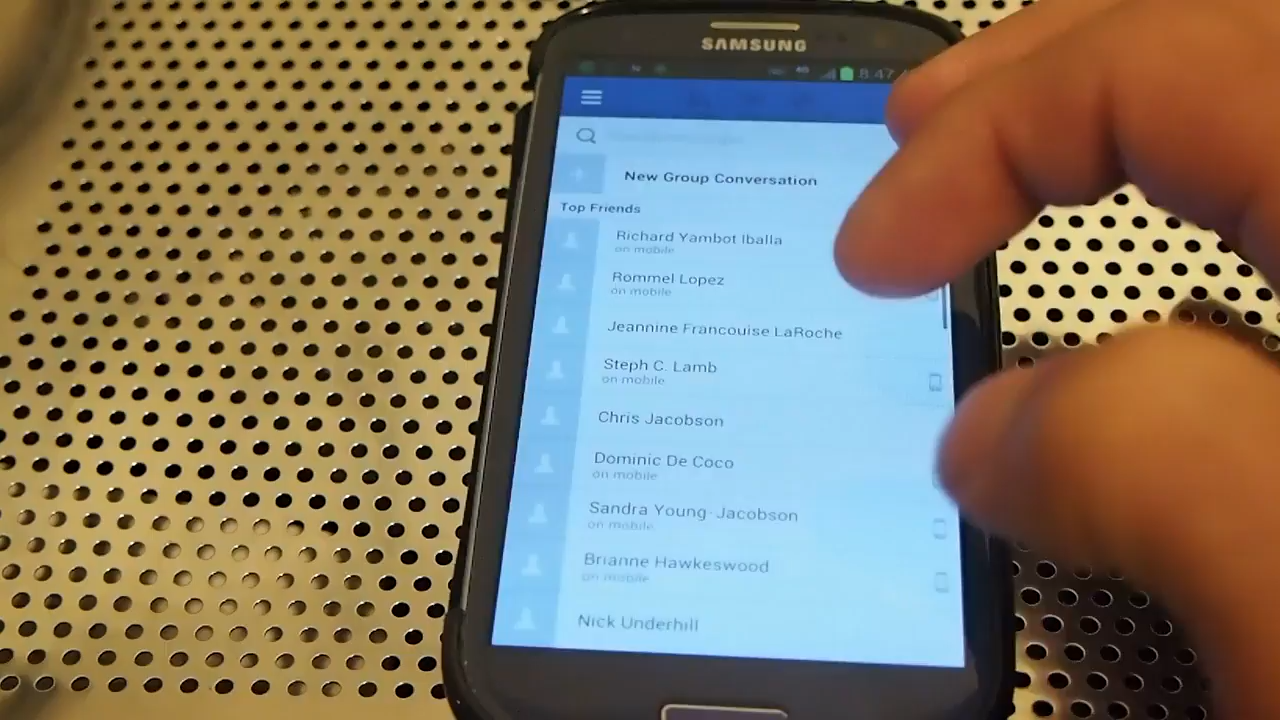 SAMSUNG
8:47
New Group Conversation
Top Friends
Richard Yambot Iballa
on mobile
Rommel Lopez
on mobile
Jeannine Francouise LaRoche
Steph C. Lamb
on mobile
Chris Jacobson
Dominic De Coco
on mobile
Sandra Young-Jacobson
on mobile
Brianne Hawkeswood
on mobile
Nick Underhill